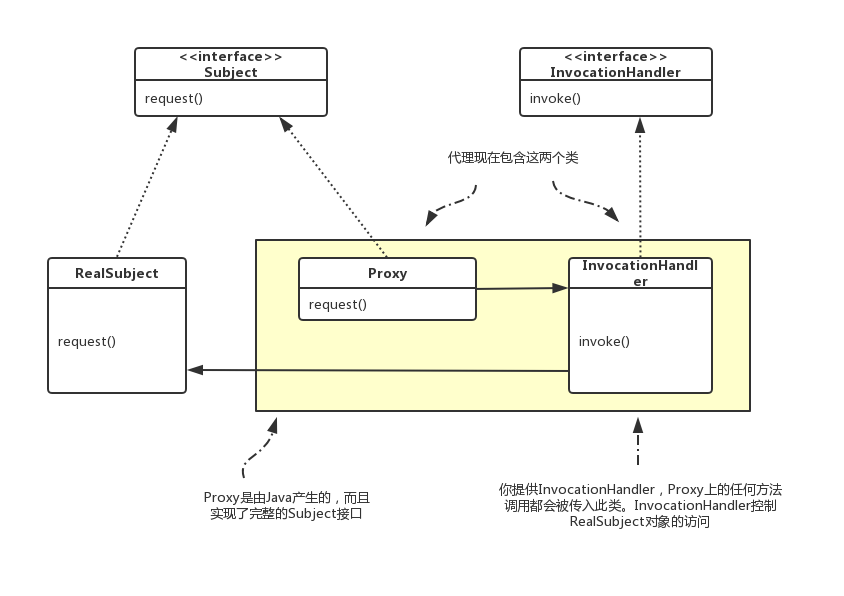 <<interface>>
Subject
request()
<<interface>>
InvocationHandler
invoke()
代理现在包含这两个类
RealSubject
request()
Proxy
request()
InvocationHandl
er
invoke()
Proxy是由Java产生的，而且
实现了完整的Subject接口
你提供InvocationHandler，Proxy上的任何方法
调用都会被传入此类。InvocationHandler控制
RealSubject对象的访问